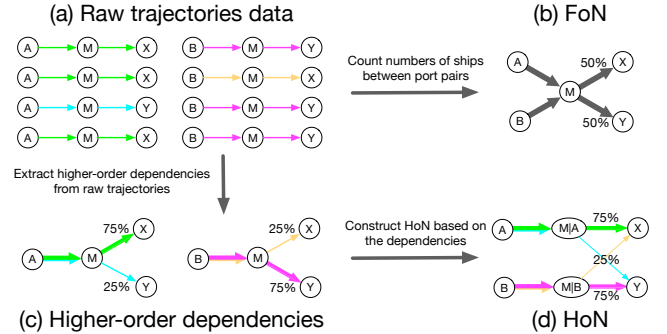 (a) Raw trajectories data
A M X B M Y
A M X B M X
A M Y B M Y
A M X B M Y
Count numbers of ships
between port pairs
(b) FoN
A 50% X
M
B 50% Y
Extract higher-order dependencies
from raw trajectories
75% X
A M
25% Y
25% X
B M
75% Y
(c) Higher-order dependencies
Construct HoN based on
the dependencies
75%
A M|A X
25%
B M|B Y
75%
(d) HoN